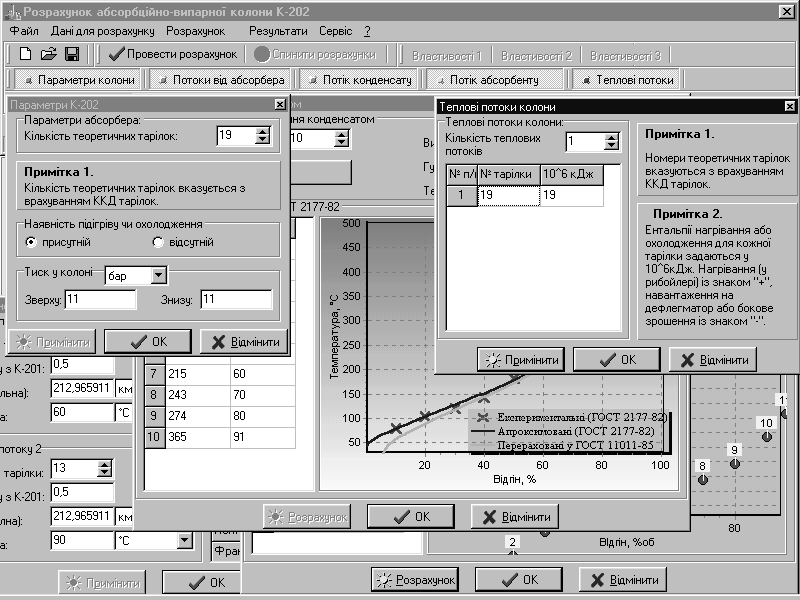 Розрахунок абсорбційно-випарної колони К-202
Файл Дані для розрахунку Розрахунок Результати Сервіс ?
Провести розрахунок Спинити розрахунки Властивості 1 Властивості 2 Властивості 3
Параметри колони Потоки від абсорбера Потік конденсату Потік абсорбенту Теплові потоки
Параметри К-202
Параметри абсорбера:
Кількість теоретичних тарілок: 19
Примітка 1.
Кількість теоретичних тарілок вказується з
врахуванням ККД тарілок.
Наявність підігріву чи охолодження
присутній відсутній
Тиск у колоні бар
Зверху: 11 Знизу: 11
Примінити OK Відмінити
конденсатом
10
2177-82
Теплові потоки колони
Теплові потоки колони:
Кількість теплових
потоків 1
№ п/п № тарілки 10^6 кДж
1 19 19
Примітка 1.
Номери теоретичних тарілок
вказуються з врахуванням
ККД тарілок.
Примітка 2.
Ентальпії нагрівання або
охолодження для кожної
тарілки задаються у
10^6кДж. Нагрівання (у
рибойлері) із знаком "+",
навантаження на
дефлегматор або бокове
зрошення із знаком "-".
Примінити OK Відмінити
7 215 60
8 243 70
9 274 80
10 365 91
Температура, °C
500
450
400
350
300
250
200
150
100
50
20 40 60 80 100
Відгін, %
Експериментальні (ГОСТ 2177-82)
Апроксимовані (ГОСТ 2177-82)
Перераховані у ГОСТ 11011-85
Розрахунок OK Відмінити
з К-201: 0,5
212,965911 км
60 °C
потоку 2
тарілки: 13
у з К-201: 0,5
212,965911 км
90 °C
Примінити OK
Фран
2
8
9
10
80
Відгін, %об
Розрахунок OK Відмінити